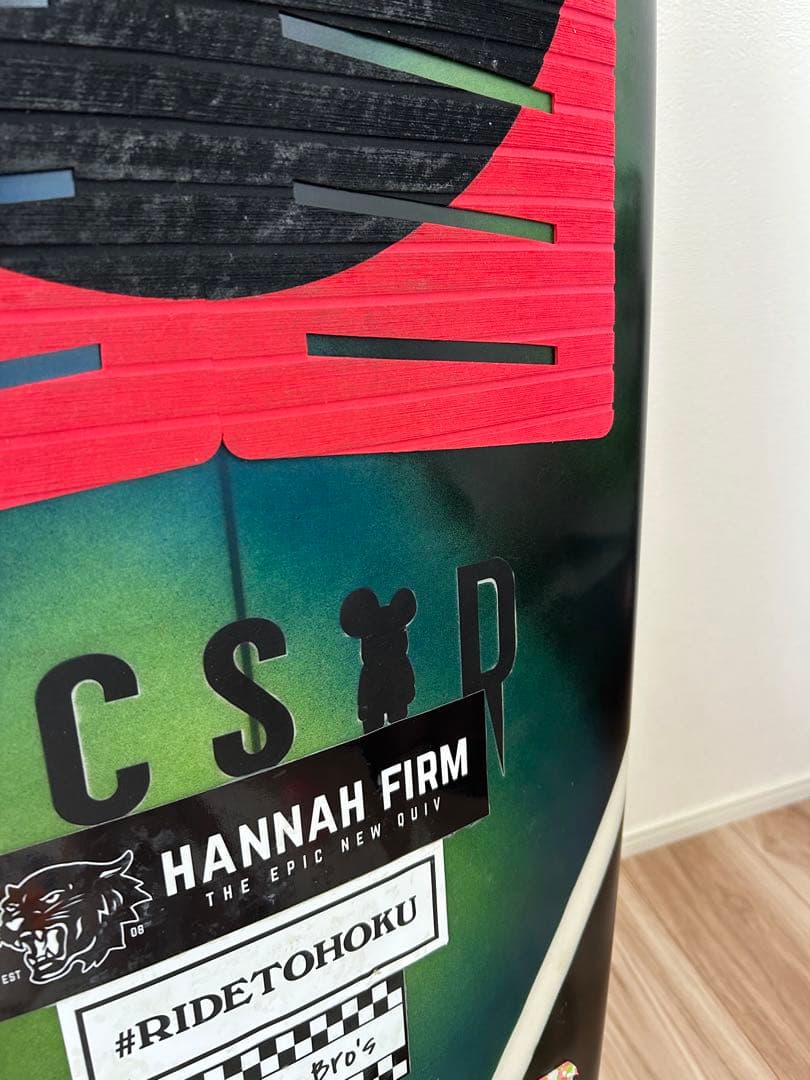 CS D
HANNAH FIRM
THE EPIC NEW QUIV
EST 08
#RIDETOHOKU
Bro's